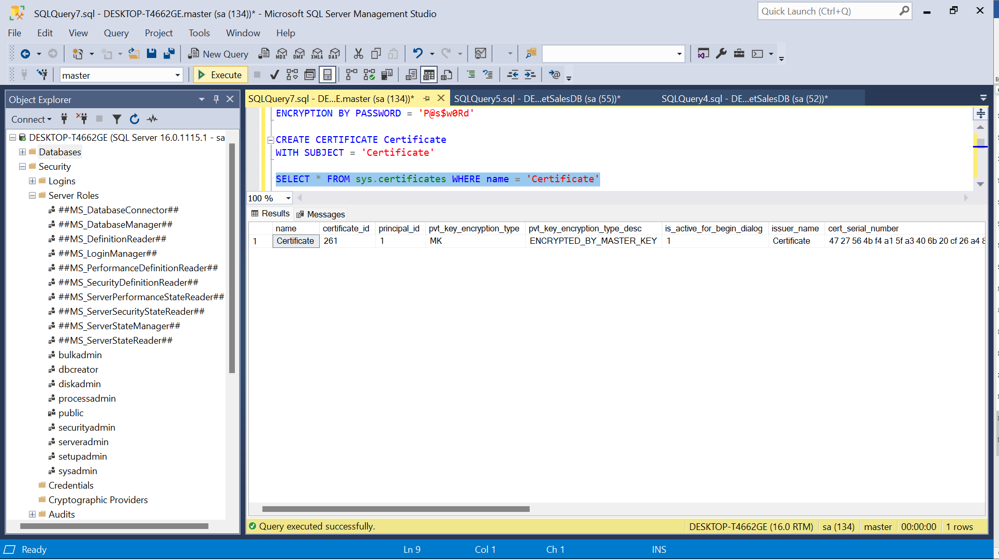 SQLQuery7.sql - DESKTOP-T4662GE.master (sa (134))* - Microsoft SQL Server Management Studio
Quick Launch (Ctrl+Q)
File Edit View Query Project Tools Window Help
New Query MDX DMX XMLA DAX
master Execute
Object Explorer
Connect
DESKTOP-T4662GE (SQL Server 16.0.1115.1 - sa
Databases
Security
Logins
Server Roles
##MS_DatabaseConnector##
##MS_DatabaseManager##
##MS_DefinitionReader##
##MS_LoginManager##
##MS_PerformanceDefinitionReader##
##MS_SecurityDefinitionReader##
##MS_ServerPerformanceStateReader##
##MS_ServerSecurityStateReader##
##MS_ServerStateManager##
##MS_ServerStateReader##
bulkadmin
dbcreator
diskadmin
processadmin
public
securityadmin
serveradmin
setupadmin
sysadmin
Credentials
Cryptographic Providers
Audits
SQLQuery7.sql - DE...E.master (sa (134))* SQLQuery5.sql - DE...etSalesDB (sa (55))* SQLQuery4.sql - DE...etSalesDB (sa (52))*
ENCRYPTION BY PASSWORD = 'P@s$w0Rd'
CREATE CERTIFICATE Certificate
WITH SUBJECT = 'Certificate'
SELECT * FROM sys.certificates WHERE name = 'Certificate'
100 %
Results Messages
name certificate_id principal_id pvt_key_encryption_type pvt_key_encryption_type_desc is_active_for_begin_dialog issuer_name cert_serial_number
1 Certificate 261 1 MK ENCRYPTED_BY_MASTER_KEY 1 Certificate 47 27 56 4b f4 a1 5f a3 40 6b 20 cf 26 a4
Query executed successfully. DESKTOP-T4662GE (16.0 RTM) sa (134) master 00:00:00 1 rows
Ready Ln 9 Col 1 Ch 1 INS